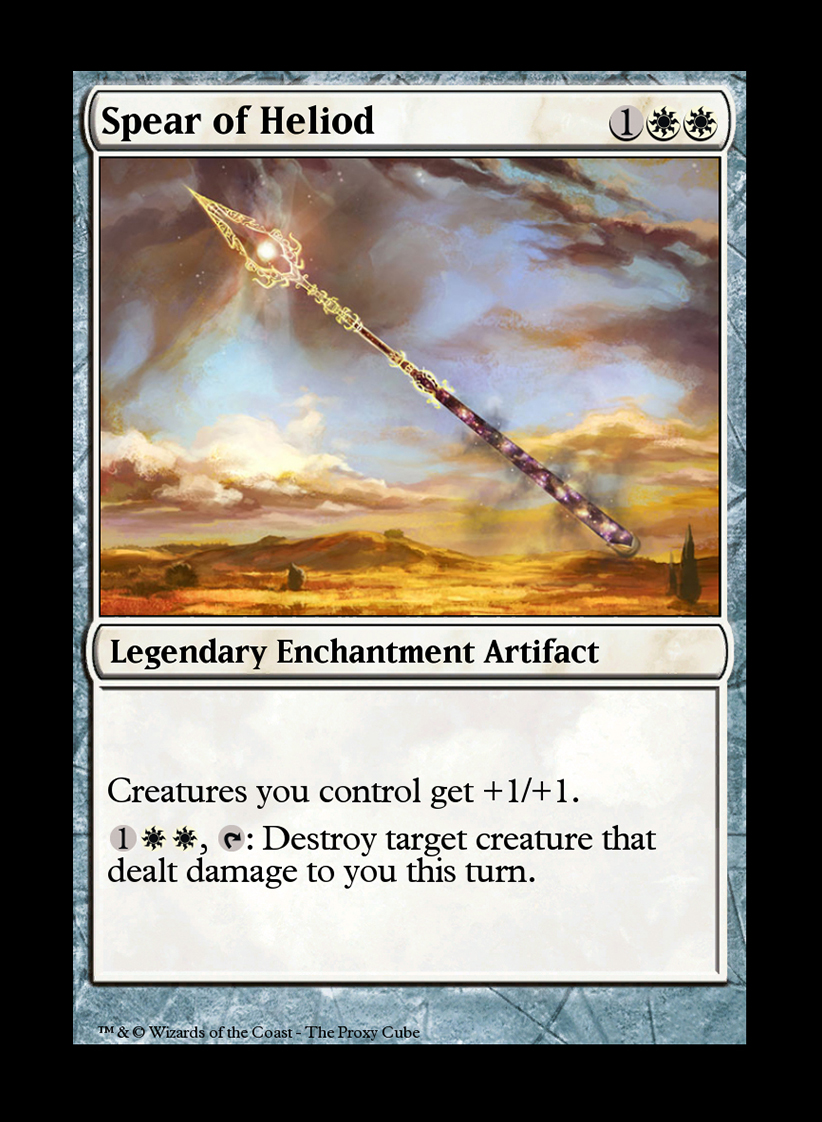 Spear of Heliod 1
Legendary Enchantment Artifact
Creatures you control get +1/+1.
1 , : Destroy target creature that
dealt damage to you this turn.
™ & © Wizards of the Coast - The Proxy Cube